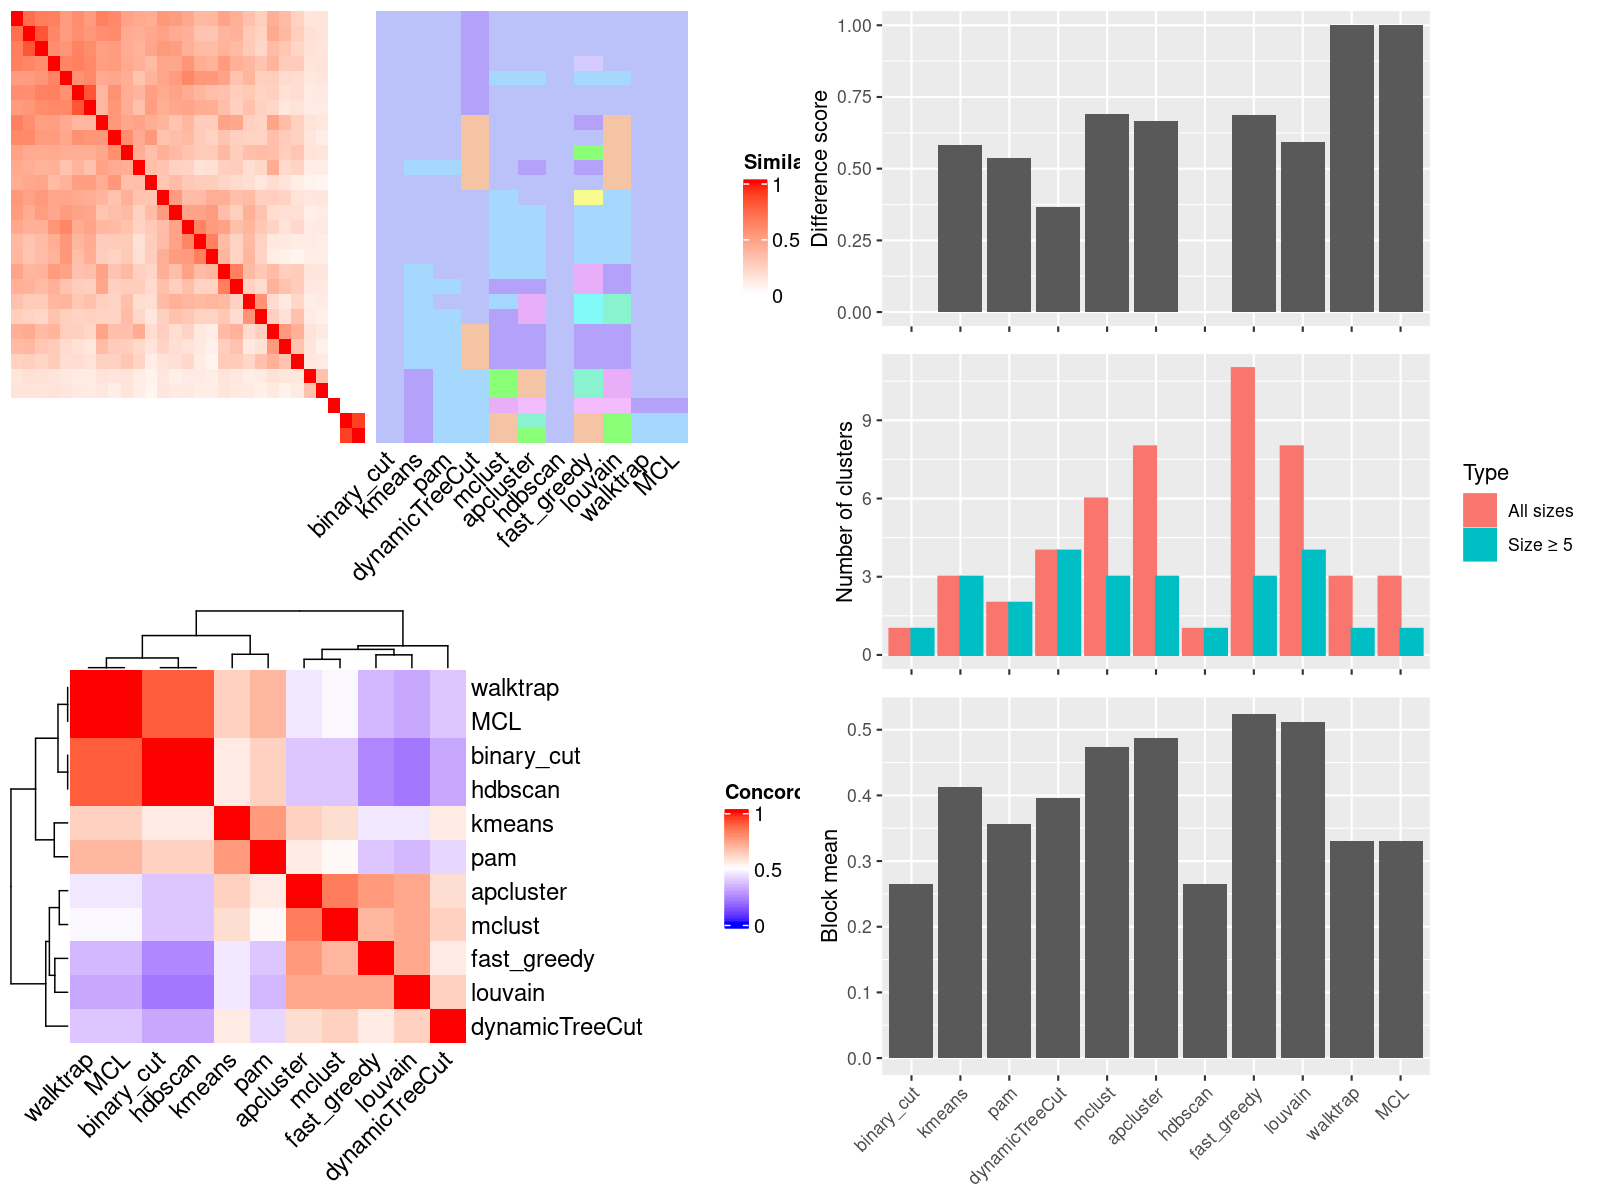 Simila
1
0.5
0
binary_cut
kmeans
pam
dynamicTreeCut
mclust
apcluster
hdbscan
fast_greedy
louvain
walktrap
MCL
walktrap
MCL
binary_cut
hdbscan
kmeans
pam
apcluster
mclust
fast_greedy
louvain
dynamicTreeCut
Concord
1
0.5
0
walktrap
MCL
binary_cut
hdbscan
kmeans
pam
apcluster
mclust
fast_greedy
louvain
dynamicTreeCut
Difference score
1.00
0.75
0.50
0.25
0.00
Number of clusters
9
6
3
0
Type
All sizes
Size ≥ 5
Block mean
0.5
0.4
0.3
0.2
0.1
0.0
binary_cut
kmeans
pam
dynamicTreeCut
mclust
apcluster
hdbscan
fast_greedy
louvain
walktrap
MCL